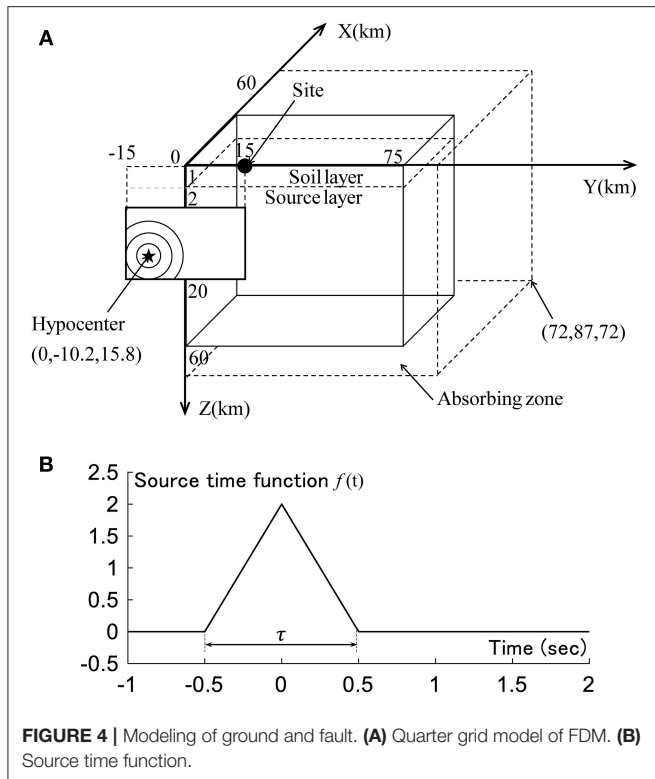 A
X(km)
60
Site
-15
0
15
75
1
Soil layer
Y(km)
2
Source layer
20
Hypocenter
(0,-10.2,15.8)
(72,87,72)
60
Z(km)
Absorbing zone
B
2.5
Source time function f(t)
2
1.5
1
0.5
0
τ
Time (sec)
-0.5
-1 -0.5 0 0.5 1 1.5 2
FIGURE 4 | Modeling of ground and fault. (A) Quarter grid model of FDM. (B)
Source time function.